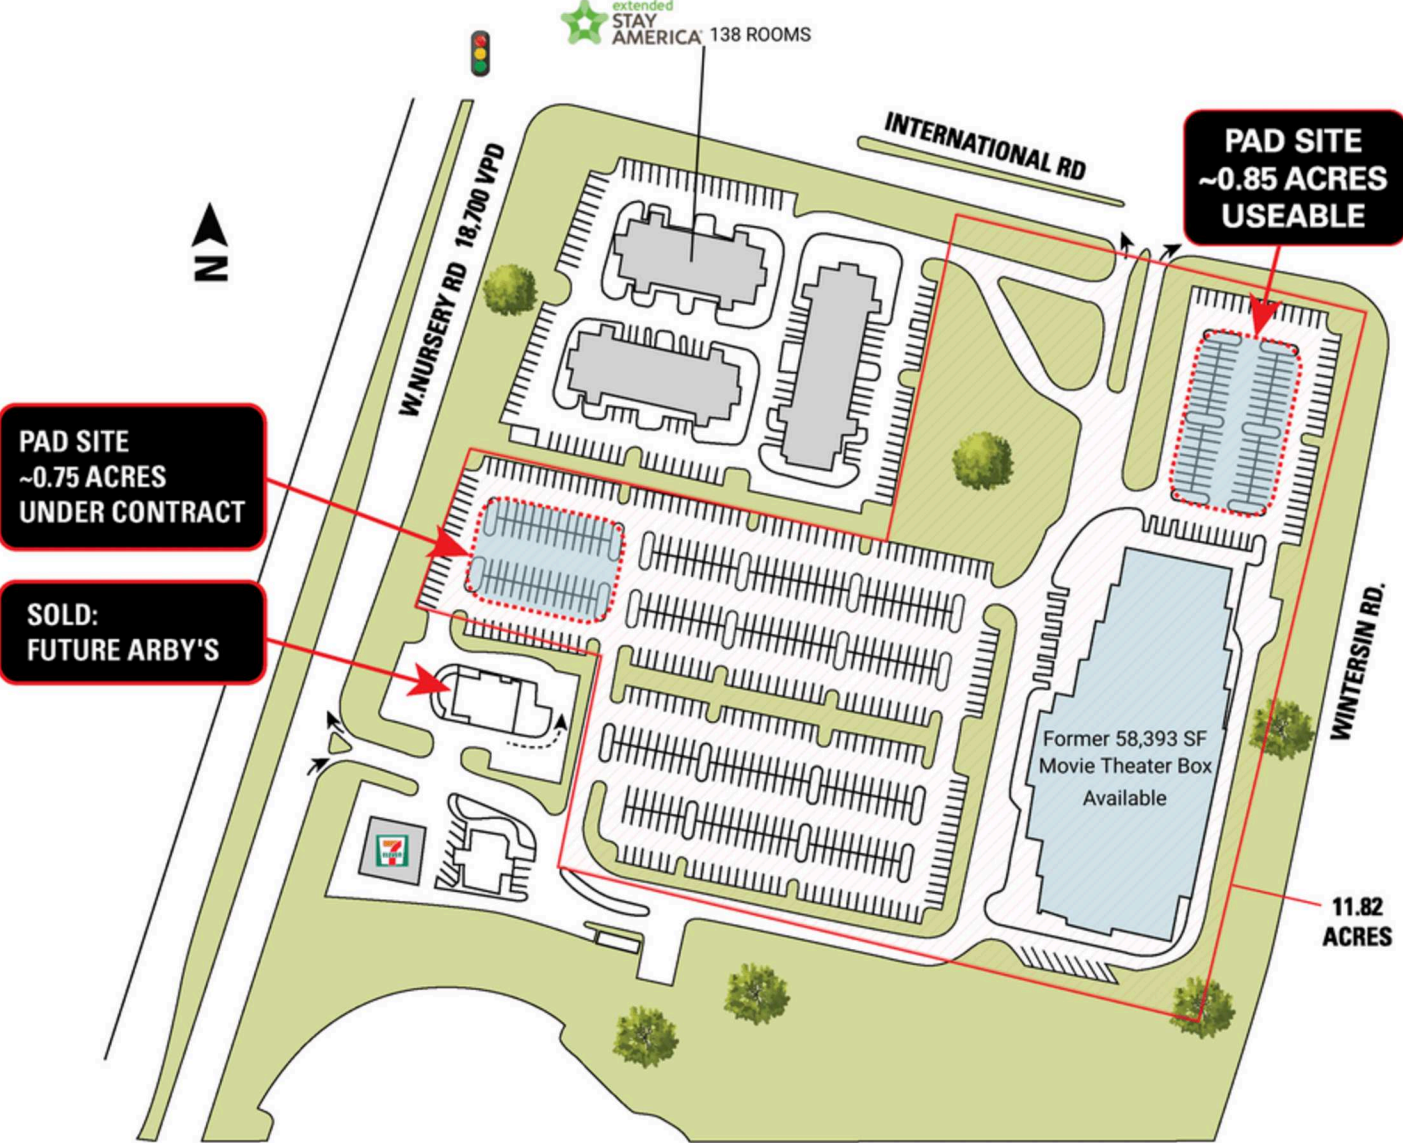 extended
STAY
AMERICA 138 ROOMS
INTERNATIONAL RD
PAD SITE
~0.85 ACRES
USEABLE
W.NURSERY RD 18,700 VPD
N
PAD SITE
~0.75 ACRES
UNDER CONTRACT
SOLD:
FUTURE ARBY'S
WINTERSIN RD.
Former 58,393 SF
Movie Theater Box
Available
7
ELEVEN
11.82
ACRES